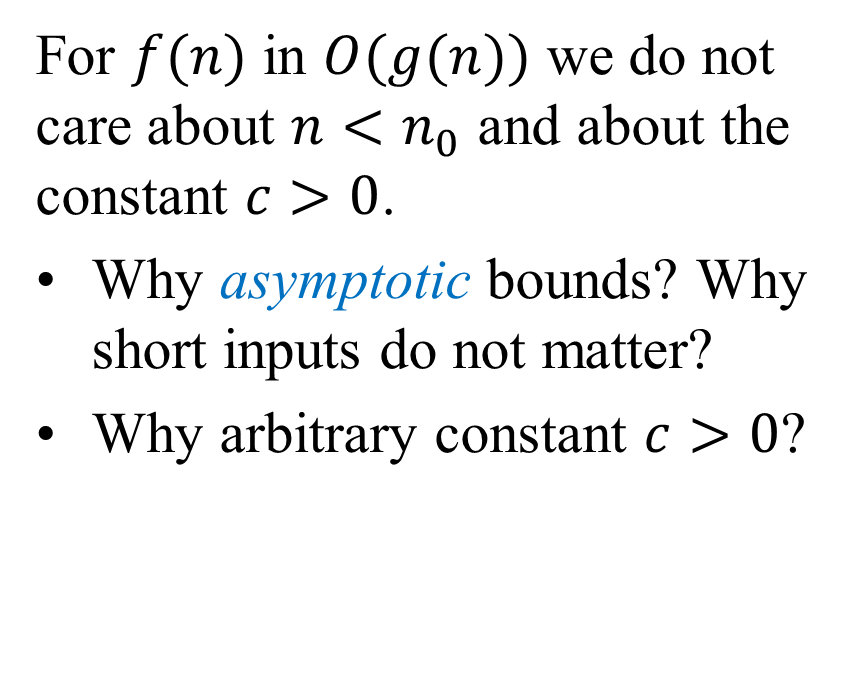 For 𝑓(𝑛) in 𝑂(𝑔(𝑛)) we do not
care about 𝑛 < 𝑛₀ and about the
constant 𝑐 > 0.
• Why asymptotic bounds? Why
short inputs do not matter?
• Why arbitrary constant 𝑐 > 0?